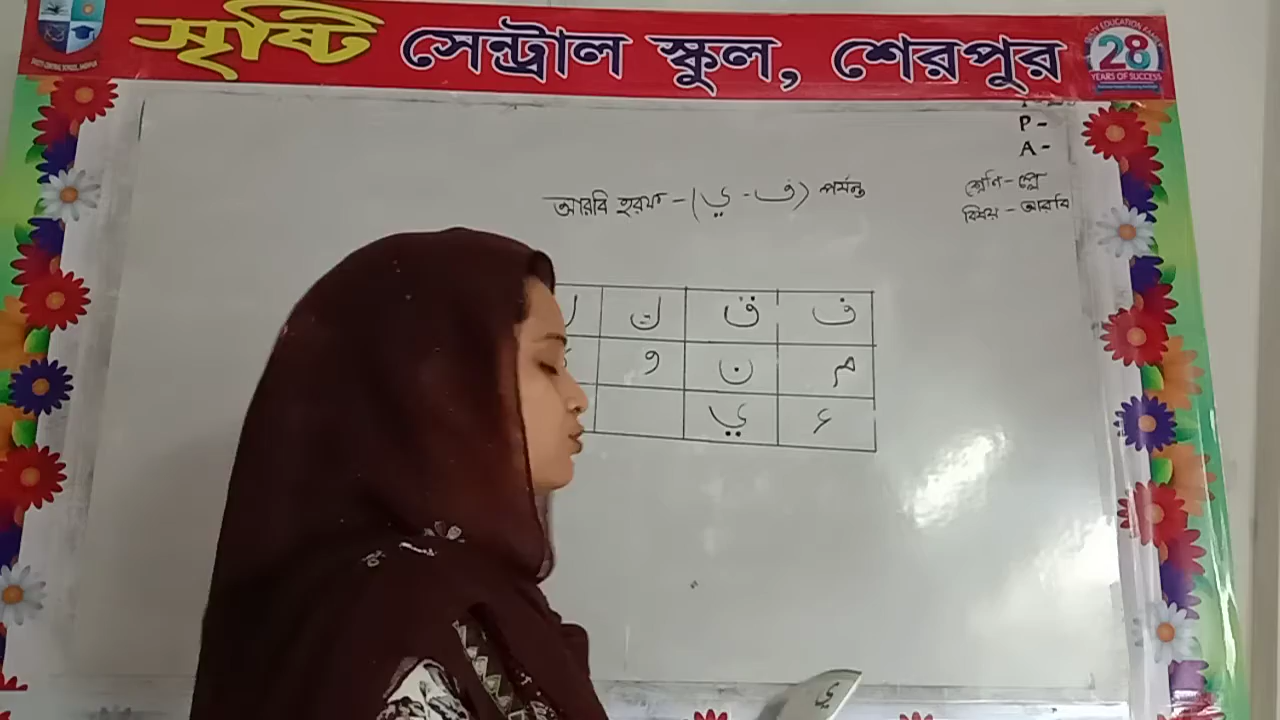 সৃষ্টি সেন্ট্রাল স্কুল, শেরপুর
28
YEARS OF SUCCESS
P -
A -
শ্রেণি - প্লে
বিষয় - আরবি
আরবি হরফ - (ف - ي) পর্যন্ত
ف ق ك ل
م ن و
ء ي
ي